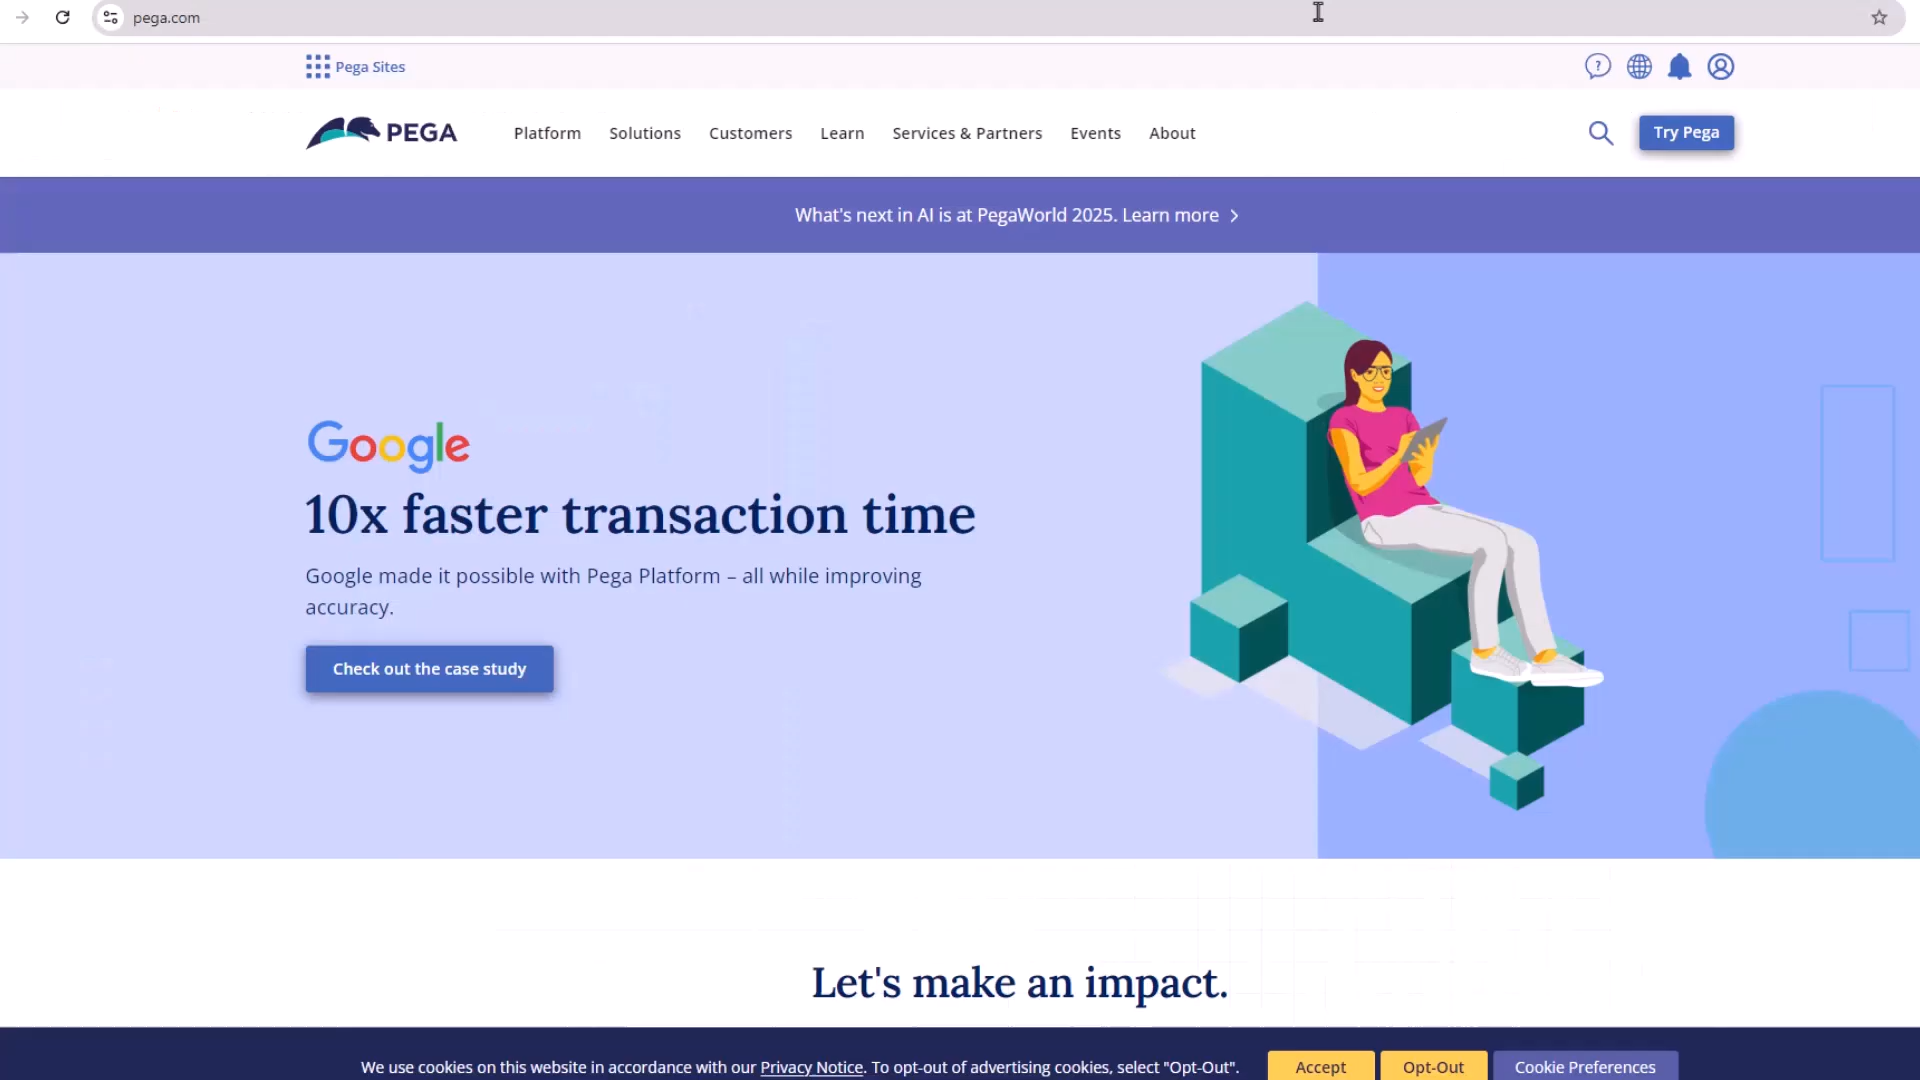 pega.com
Pega Sites
PEGA
Platform Solutions Customers Learn Services & Partners Events About
Try Pega
What's next in AI is at PegaWorld 2025. Learn more
Google
10x faster transaction time
Google made it possible with Pega Platform – all while improving
accuracy.
Check out the case study
Let's make an impact.
We use cookies on this website in accordance with our Privacy Notice. To opt-out of advertising cookies, select "Opt-Out".
Accept
Opt-Out
Cookie Preferences